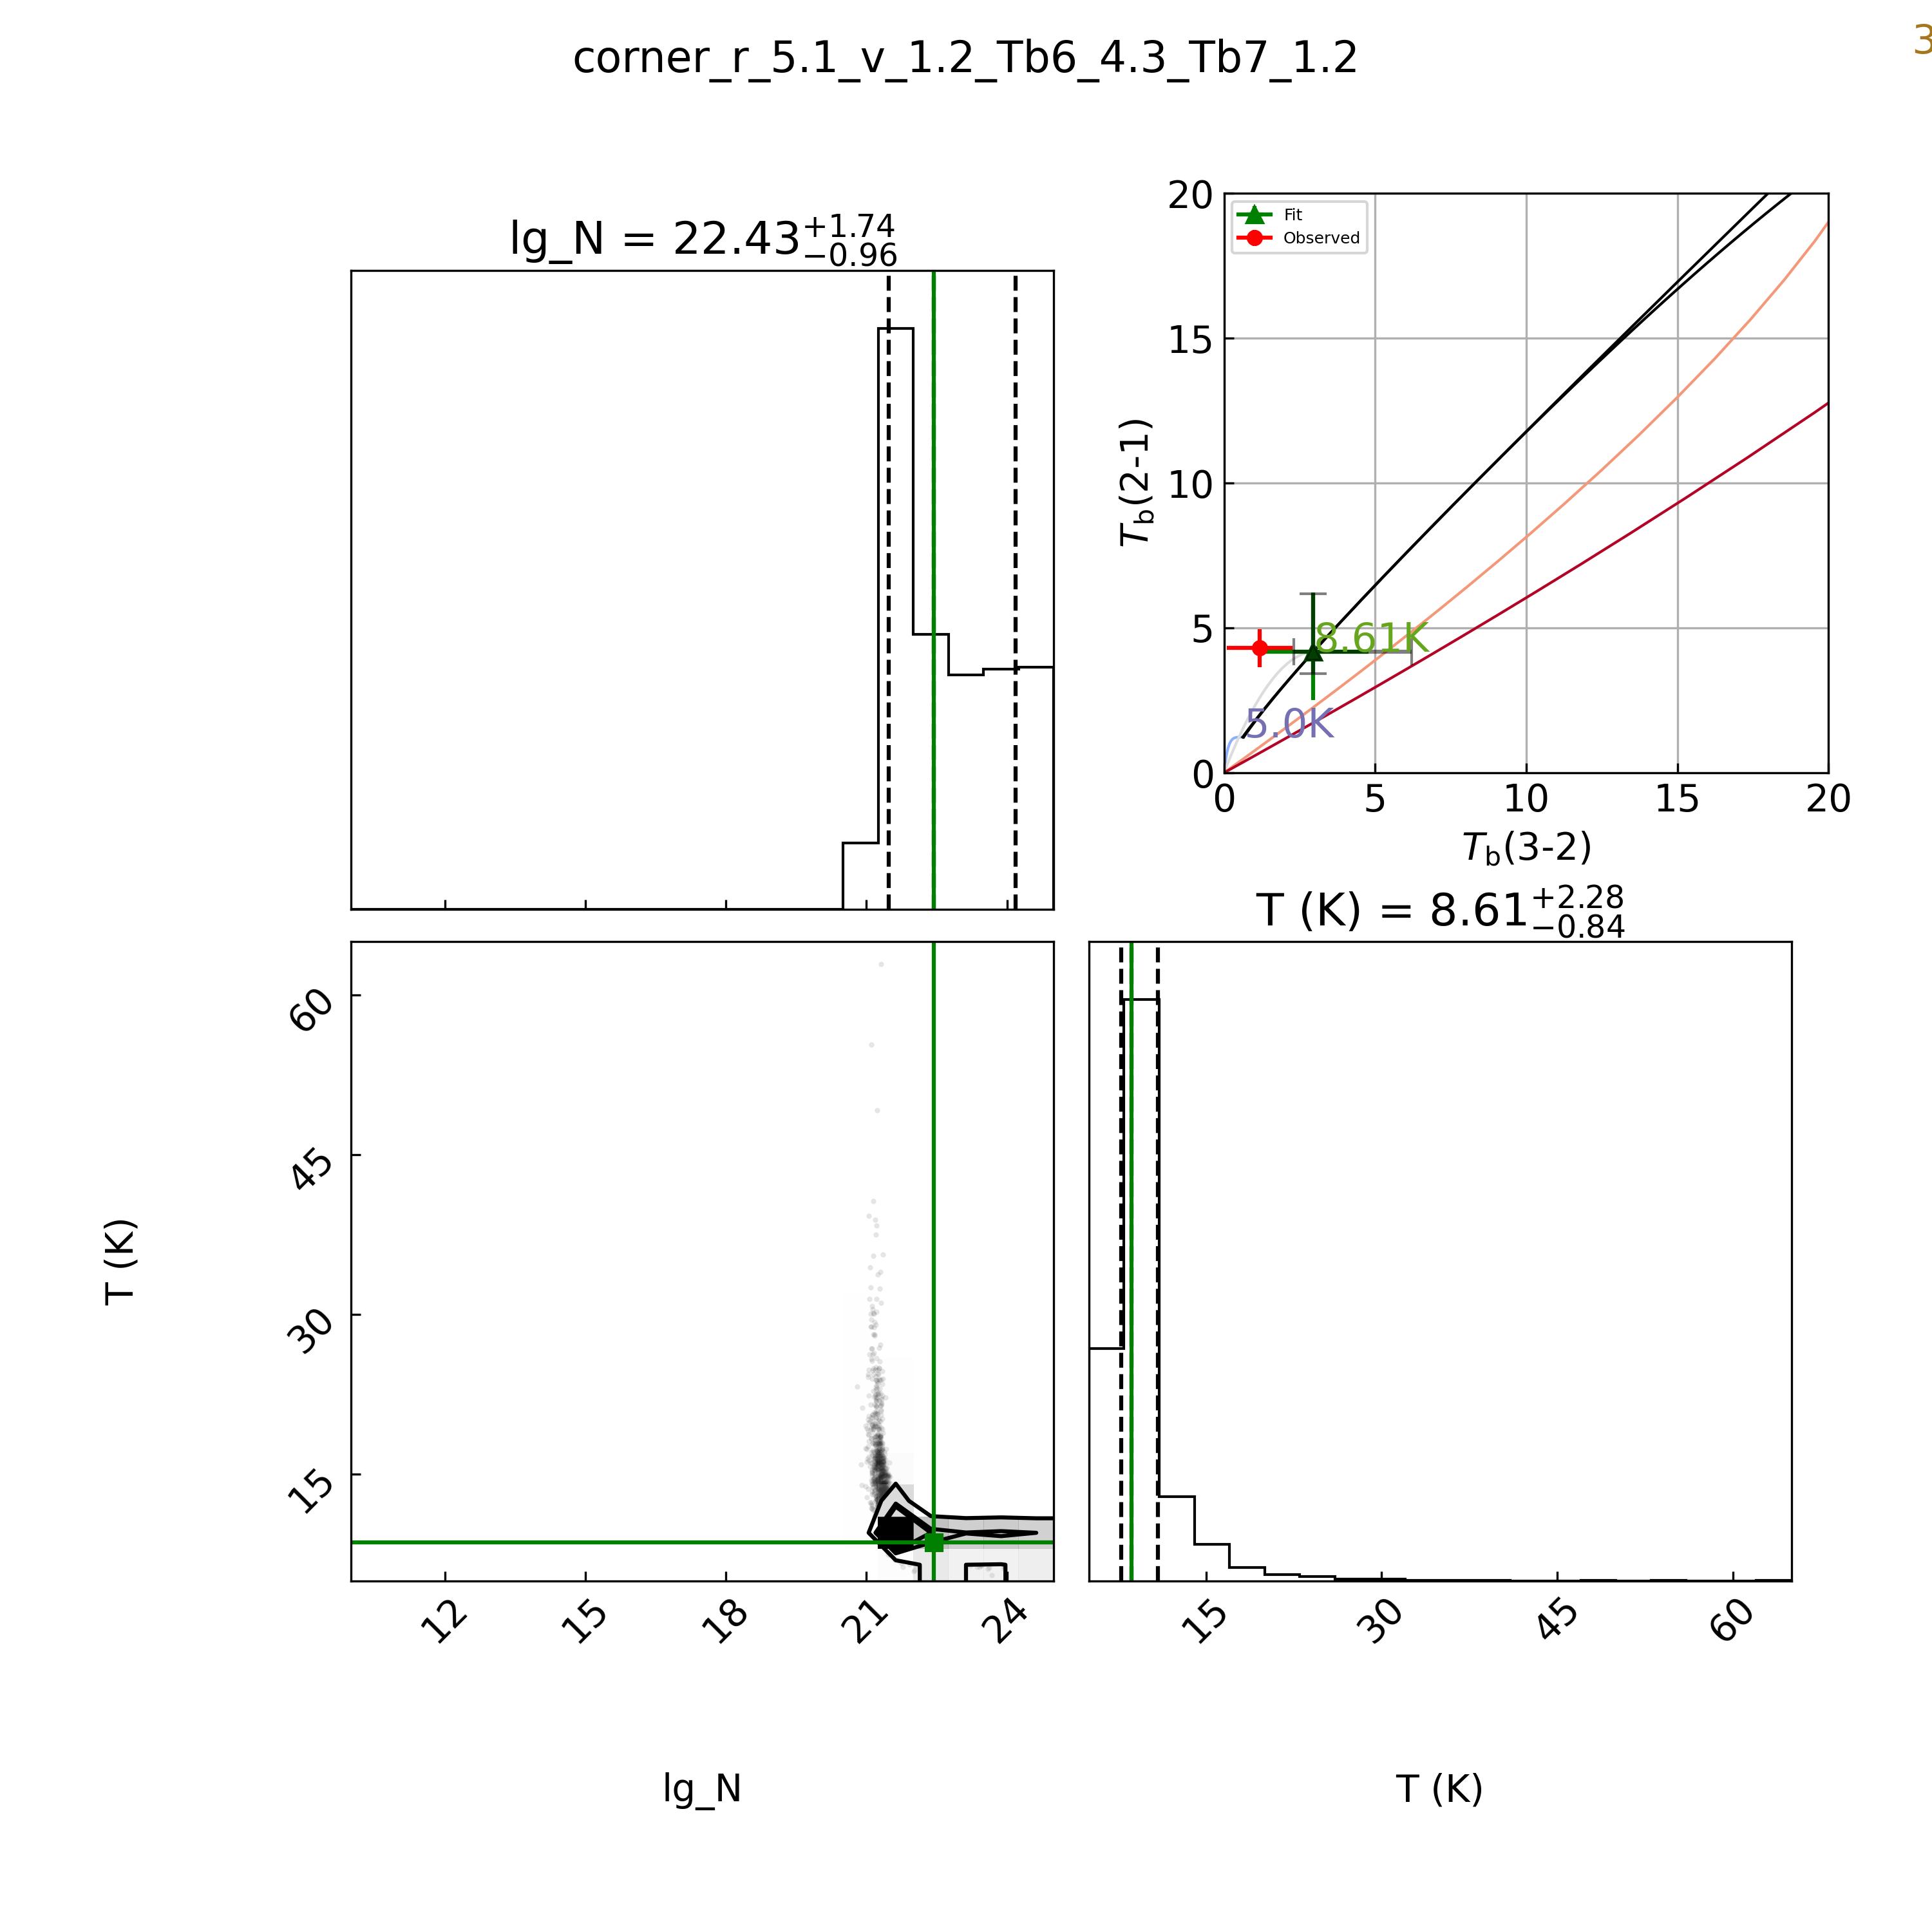 3
corner_r_5.1_v_1.2_Tb6_4.3_Tb7_1.2
lg_N = 22.43+1.74−0.96
20
15
10
5
0
Tb(2-1)
Fit
Observed
8.61K
5.0K
0 5 10 15 20
Tb(3-2)
T (K) = 8.61+2.28−0.84
60
45
30
15
T (K)
12 15 18 21 24
15 30 45 60
lg_N
T (K)